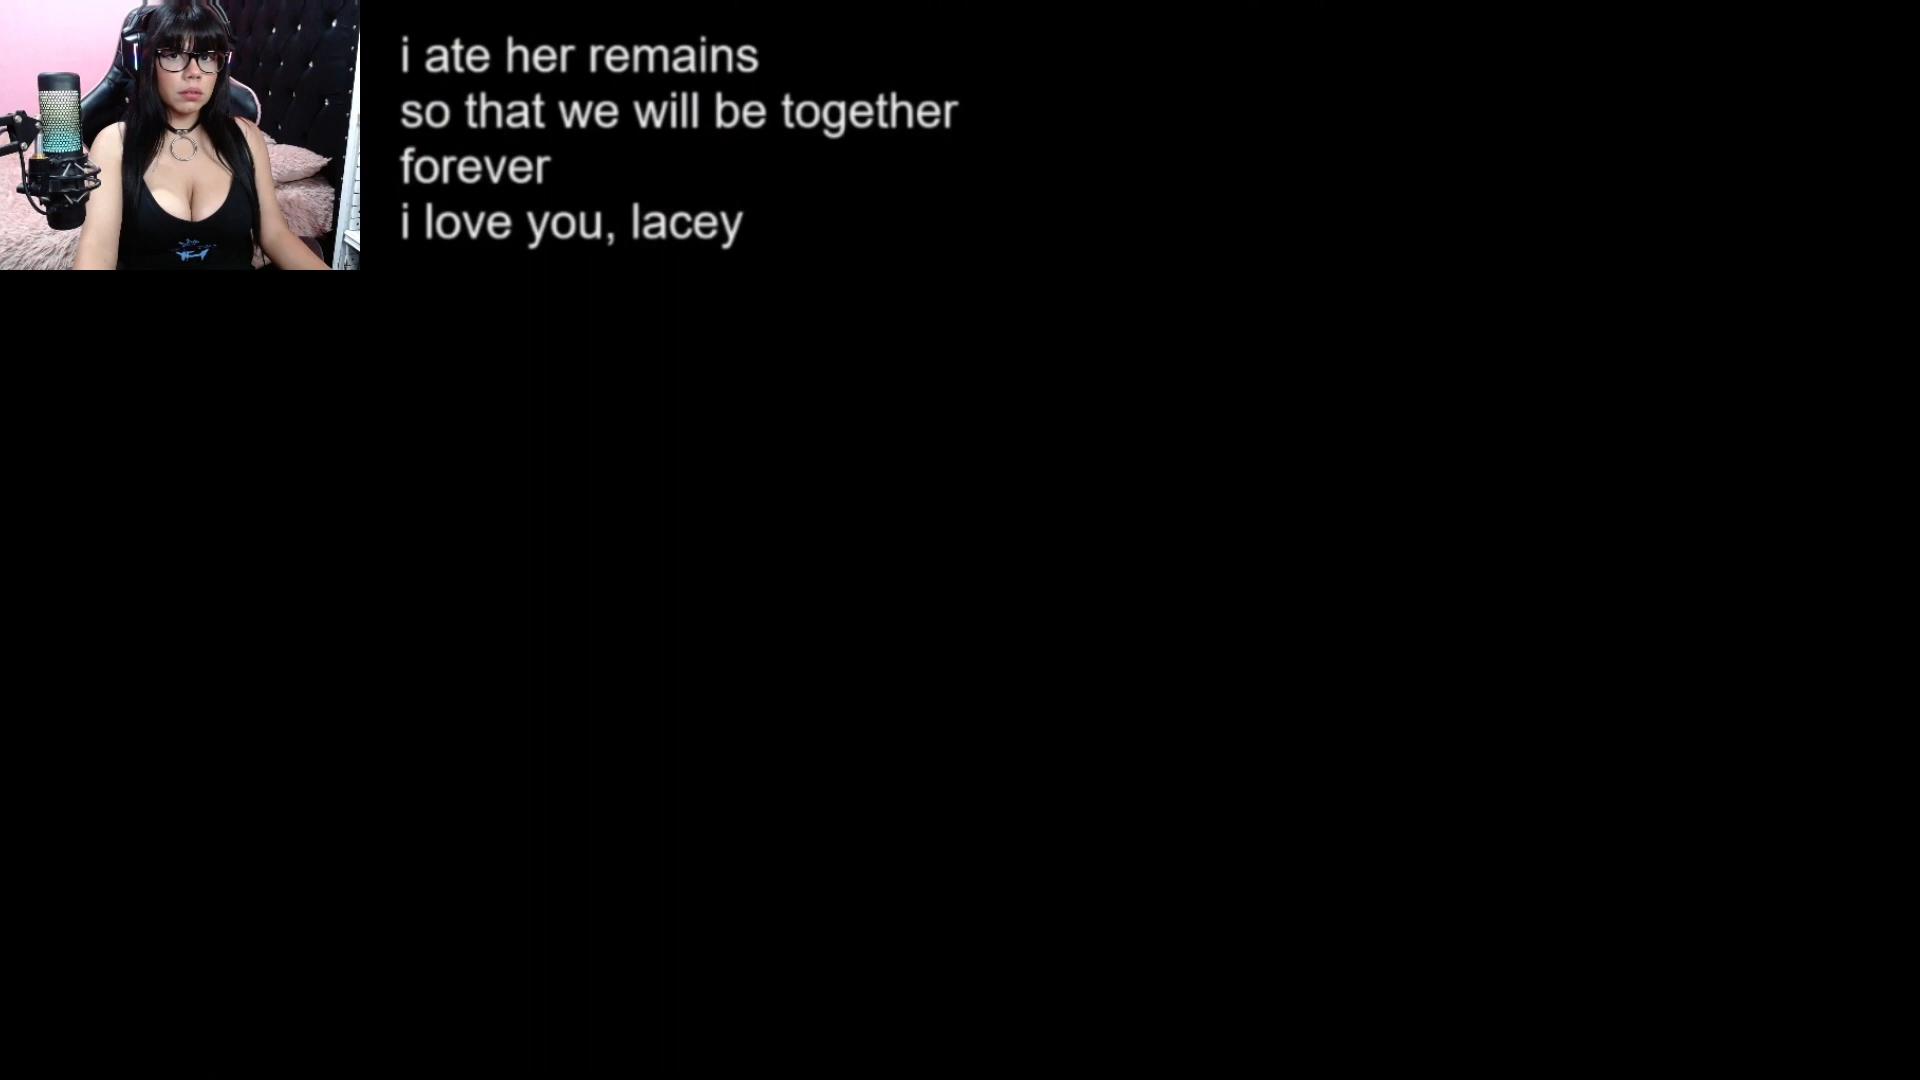 i ate her remains
so that we will be together
forever
i love you, lacey